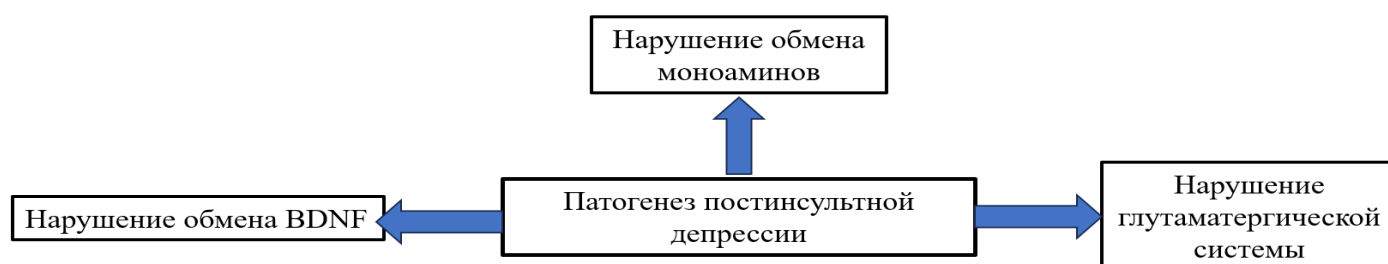 Нарушение обмена
моноаминов
Нарушение обмена BDNF
Патогенез постинсультной
депрессии
Нарушение
глутаматергической
системы